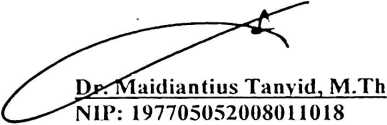 Dr. Maidiantius Tanyid, M.Th
NIP: 197705052008011018